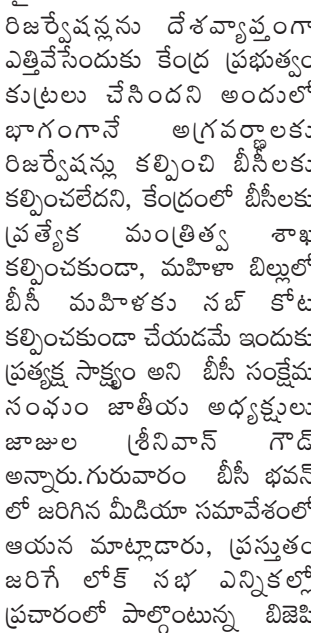 రిజర్వేషన్లను దేశవ్యాప్తంగా
ఎత్తివేసేందుకు కేంద్ర ప్రభుత్వం
కుట్రలు చేసిందని అందులో
భాగంగానే అగ్రవర్ణాలకు
రిజర్వేషన్లు కల్పించి బీసీలకు
కల్పించలేదని, కేంద్రంలో బీసీలకు
ప్రత్యేక మంత్రిత్వ శాఖ
కల్పించకుండా, మహిళా బిల్లులో
బీసీ మహిళకు సబ్ కోట
కల్పించకుండా చేయడమే ఇందుకు
ప్రత్యక్ష సాక్ష్యం అని బీసీ సంక్షేమ
సంఘం జాతీయ అధ్యక్షులు
జాజుల శ్రీనివాస్ గౌడ్
అన్నారు.గురువారం బీసీ భవన్
లో జరిగిన మీడియా సమావేశంలో
ఆయన మాట్లాడారు, ప్రస్తుతం
జరిగే లోక్ సభ ఎన్నికల్లో
ప్రచారంలో పాల్గొంటున్న బిజెపి